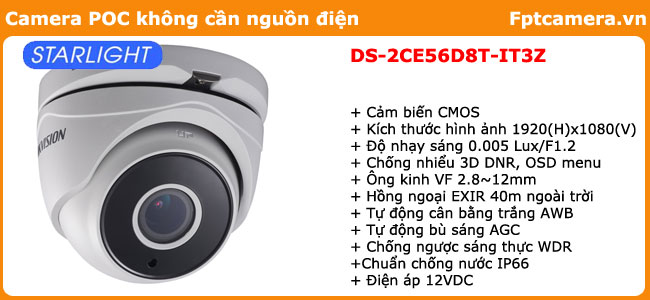 Camera POC không cần nguồn điện
Fptcamera.vn
STARLIGHT
DS-2CE56D8T-IT3Z
+ Cảm biến CMOS
+ Kích thước hình ảnh 1920(H)x1080(V)
+ Độ nhạy sáng 0.005 Lux/F1.2
+ Chống nhiểu 3D DNR, OSD menu
+ Ông kinh VF 2.8~12mm
+ Hồng ngoại EXIR 40m ngoài trời
+ Tự động cân bằng trắng AWB
+ Tự động bù sáng AGC
+ Chống ngược sáng thực WDR
+Chuẩn chống nước IP66
+ Điện áp 12VDC